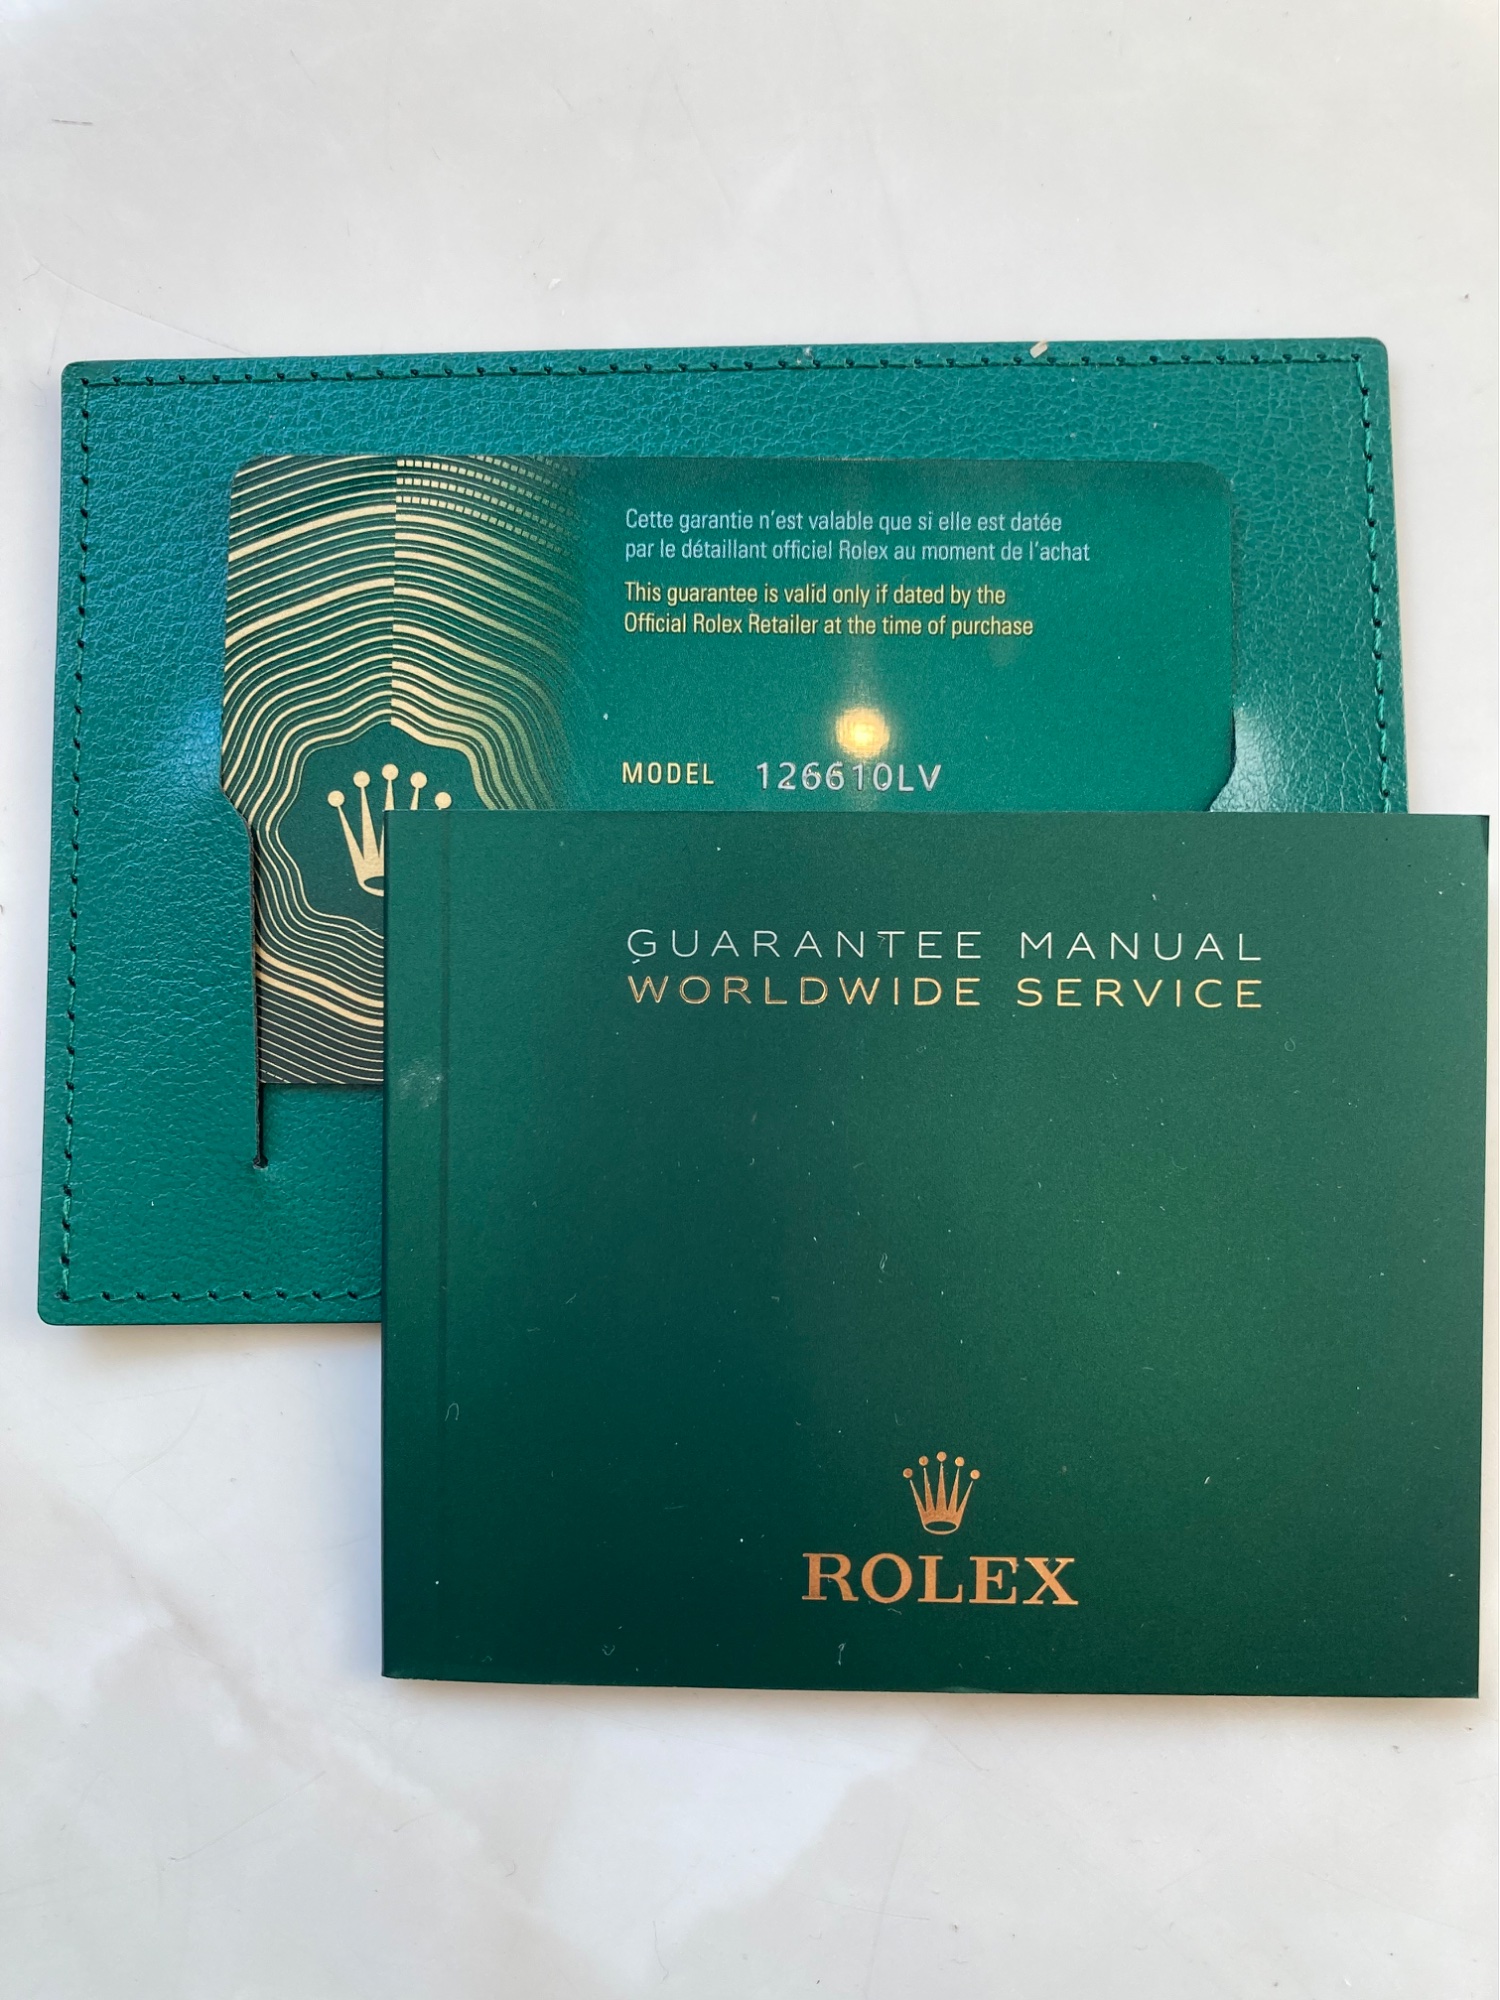 Cette garantie n'est valable que si elle est datée
par le détaillant officiel Rolex au moment de l'achat
This guarantee is valid only if dated by the
Official Rolex Retailer at the time of purchase
MODEL 126610LV
GUARANTEE MANUAL
WORLDWIDE SERVICE
ROLEX